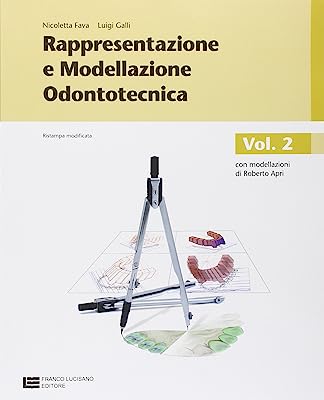 Nicoletta Fava Luigi Galli
Rappresentazione
e Modellazione
Odontotecnica
Ristampa modificata
Vol. 2
con modellazioni
di Roberto Apri
FRANCO LUCISANO
EDITORE